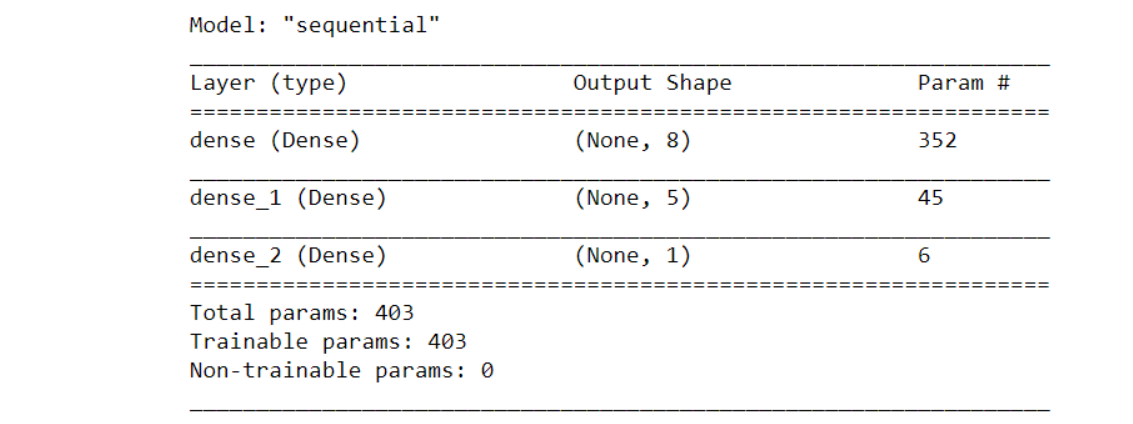 Model: "sequential"
Layer (type) Output Shape Param #
dense (Dense) (None, 8) 352
dense_1 (Dense) (None, 5) 45
dense_2 (Dense) (None, 1) 6
Total params: 403
Trainable params: 403
Non-trainable params: 0